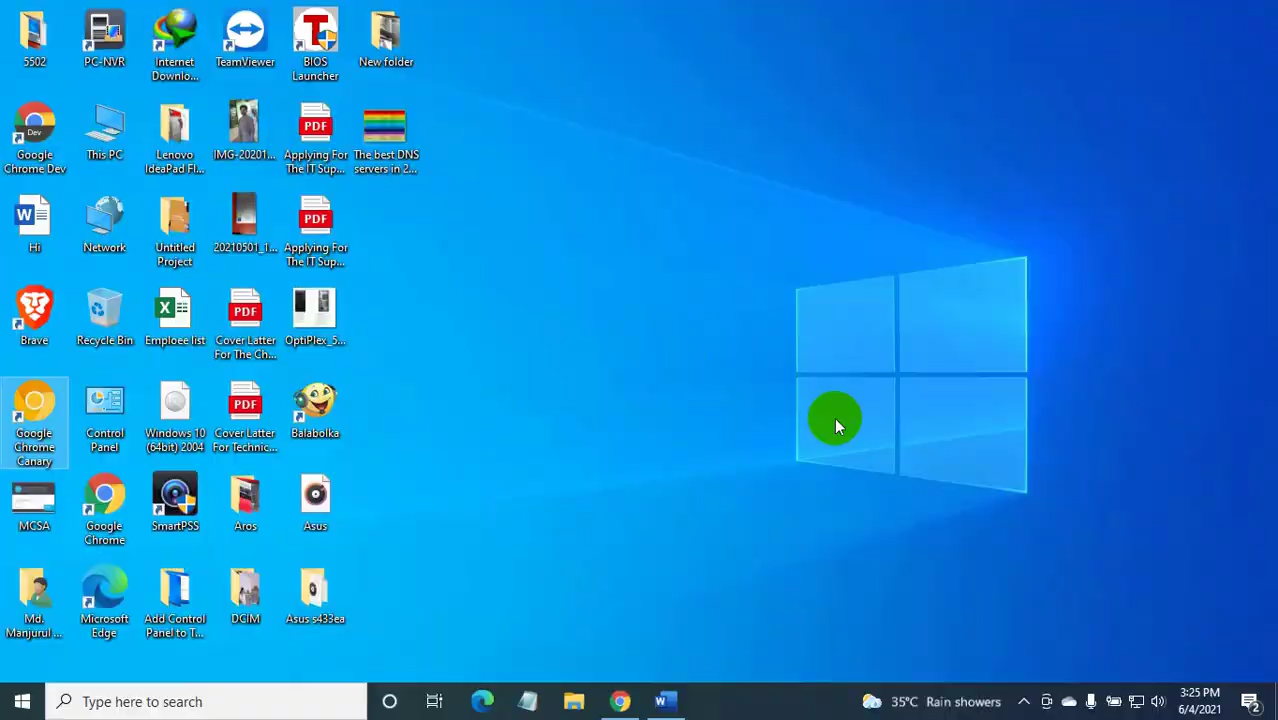 5502
PC-NVR
Internet
Downlo...
TeamViewer
T
BIOS
Launcher
New folder
Dev
Google
Chrome Dev
This PC
Lenovo
IdeaPad Fl...
IMG-20201...
PDF
Applying For
The IT Sup...
The best DNS
servers in 2...
W
Hi
Network
Untitled
Project
20210501_1...
PDF
Applying For
The IT Sup...
Brave
Recycle Bin
X
Emploee list
PDF
Cover Latter
For The Ch...
OptiPlex_5...
Google
Chrome
Canary
Control
Panel
Windows 10
(64bit) 2004
PDF
Cover Latter
For Technic...
Balabolka
MCSA
Google
Chrome
SmartPSS
Aros
Asus
Md.
Manjurul ...
Microsoft
Edge
Add Control
Panel to T...
DCIM
Asus s433ea
Type here to search
W
35°C Rain showers
3:25 PM
6/4/2021
2